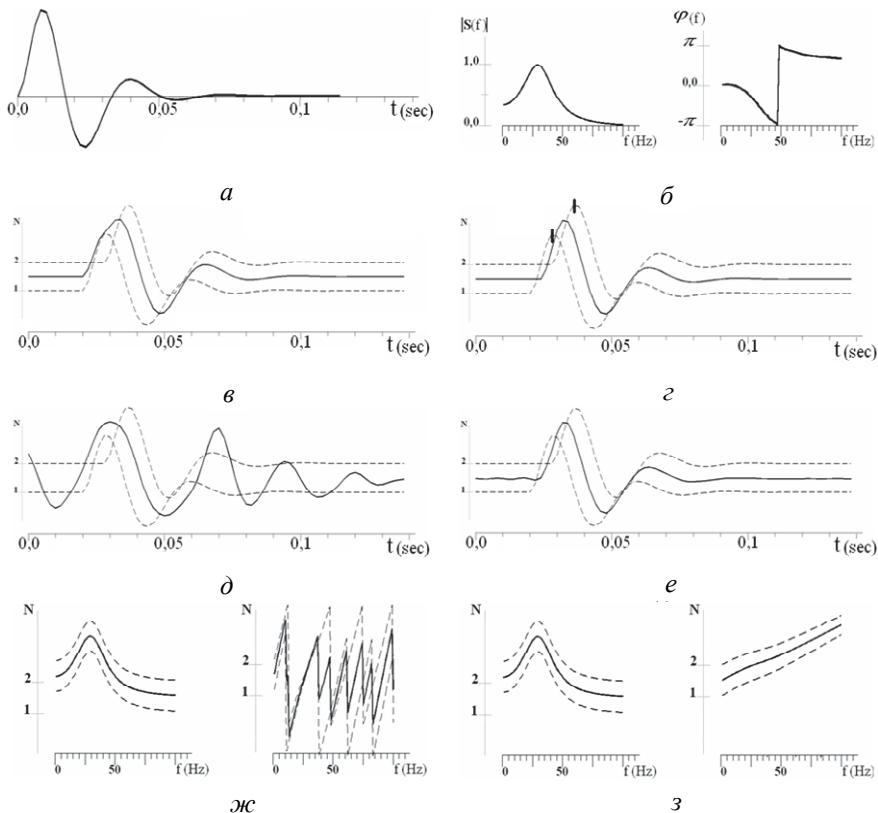 0,0 0,05 0,1 t (sec)
а
|S(f)|
1,0
0,0
0 50 f (Hz)
φ(f)
π
0,0
-π
0 50 f (Hz)
б
N
2
1
0,0 0,05 0,1 t (sec)
в
N
2
1
0,0 0,05 0,1 t (sec)
г
N
2
1
0,0 0,05 0,1 t (sec)
д
N
2
1
0,0 0,05 0,1 t (sec)
е
N
2
1
0 50 f (Hz)
N
2
1
0 50 f (Hz)
ж
N
2
1
0 50 f (Hz)
N
2
1
0 50 f (Hz)
з